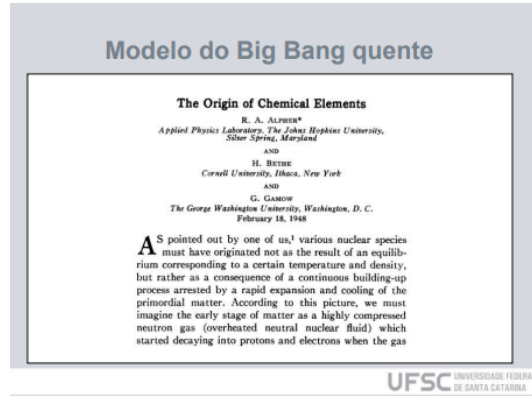 Modelo do Big Bang quente
The Origin of Chemical Elements
R. A. ALPHER*
Applied Physics Laboratory, The Johns Hopkins University,
Silver Spring, Maryland
AND
H. BETHE
Cornell University, Ithaca, New York
AND
G. GAMOW
The George Washington University, Washington, D. C.
February 18, 1948
AS pointed out by one of us,¹ various nuclear species
must have originated not as the result of an equilib-
rium corresponding to a certain temperature and density,
but rather as a consequence of a continuous building-up
process arrested by a rapid expansion and cooling of the
primordial matter. According to this picture, we must
imagine the early stage of matter as a highly compressed
neutron gas (overheated neutral nuclear fluid) which
started decaying into protons and electrons when the gas
UFSC UNIVERSIDADE FEDERA
DE SANTA CATARINA